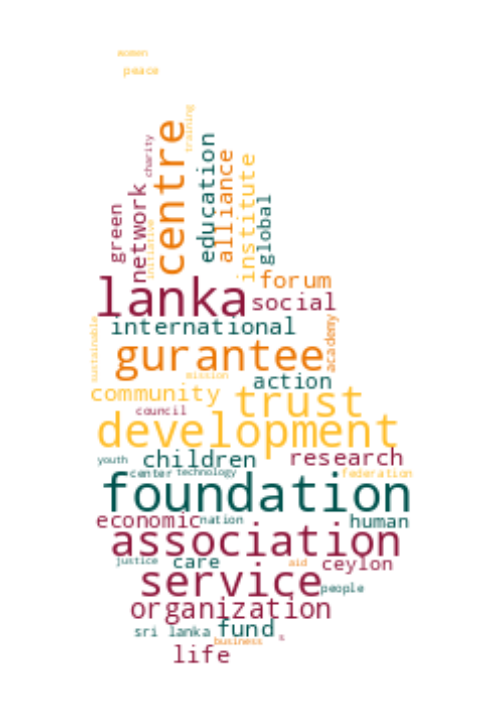 women
peace
centre
training
charity
education
alliance
institute
network
green
initiative
global
lanka
forum
social
international
sustainable
academy
gurantee
mission
action
community
trust
council
development
youth
children
research
center
technology
federation
foundation
economic
nation
human
association
justice
care
aid
ceylon
service
people
organization
sri lanka
fund
business
s
life